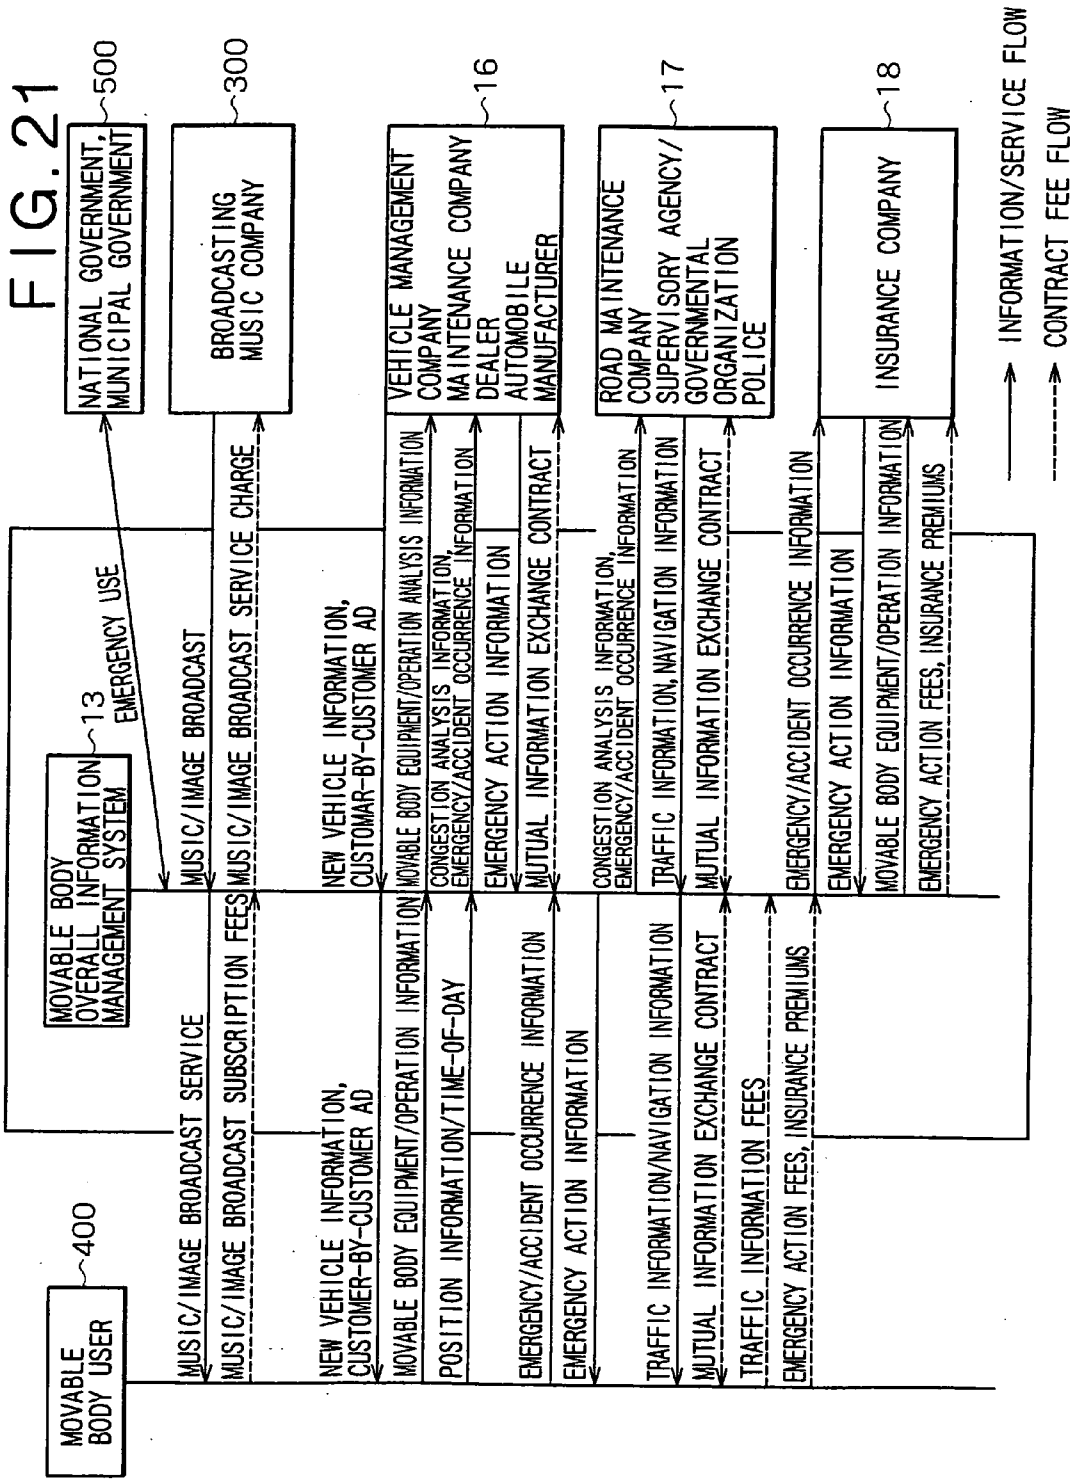 FIG. 21
MOVABLE
BODY USER
400
MOVABLE BODY
OVERALL INFORMATION
MANAGEMENT SYSTEM
13
NATIONAL GOVERNMENT,
MUNICIPAL GOVERNMENT
500
EMERGENCY USE
BROADCASTING
MUSIC COMPANY
300
MUSIC/IMAGE BROADCAST SERVICE
MUSIC/IMAGE BROADCAST SUBSCRIPTION FEES
MUSIC/IMAGE BROADCAST
MUSIC/IMAGE BROADCAST SERVICE CHARGE
NEW VEHICLE INFORMATION,
CUSTOMER-BY-CUSTOMER AD
MOVABLE BODY EQUIPMENT/OPERATION INFORMATION
POSITION INFORMATION/TIME-OF-DAY
EMERGENCY/ACCIDENT OCCURRENCE INFORMATION
EMERGENCY ACTION INFORMATION
NEW VEHICLE INFORMATION,
CUSTOMAR-BY-CUSTOMER AD
MOVABLE BODY EQUIPMENT/OPERATION ANALYSIS INFORMATION
CONGESTION ANALYSIS INFORMATION,
EMERGENCY/ACCIDENT OCCURRENCE INFORMATION
EMERGENCY ACTION INFORMATION
MUTUAL INFORMATION EXCHANGE CONTRACT
VEHICLE MANAGEMENT
COMPANY
MAINTENANCE COMPANY
DEALER
AUTOMOBILE
MANUFACTURER
16
TRAFFIC INFORMATION/NAVIGATION INFORMATION
MUTUAL INFORMATION EXCHANGE CONTRACT
TRAFFIC INFORMATION FEES
EMERGENCY ACTION FEES, INSURANCE PREMIUMS
CONGESTION ANALYSIS INFORMATION,
EMERGENCY/ACCIDENT OCCURRENCE INFORMATION
TRAFFIC INFORMATION, NAVIGATION INFORMATION
MUTUAL INFORMATION EXCHANGE CONTRACT
ROAD MAINTENANCE
COMPANY
SUPERVISORY AGENCY/
GOVERNMENTAL
ORGANIZATION
POLICE
17
EMERGENCY/ACCIDENT OCCURRENCE INFORMATION
EMERGENCY ACTION INFORMATION
MOVABLE BODY EQUIPMENT/OPERATION INFORMATION
EMERGENCY ACTION FEES, INSURANCE PREMIUMS
INSURANCE COMPANY
18
INFORMATION/SERVICE FLOW
CONTRACT FEE FLOW